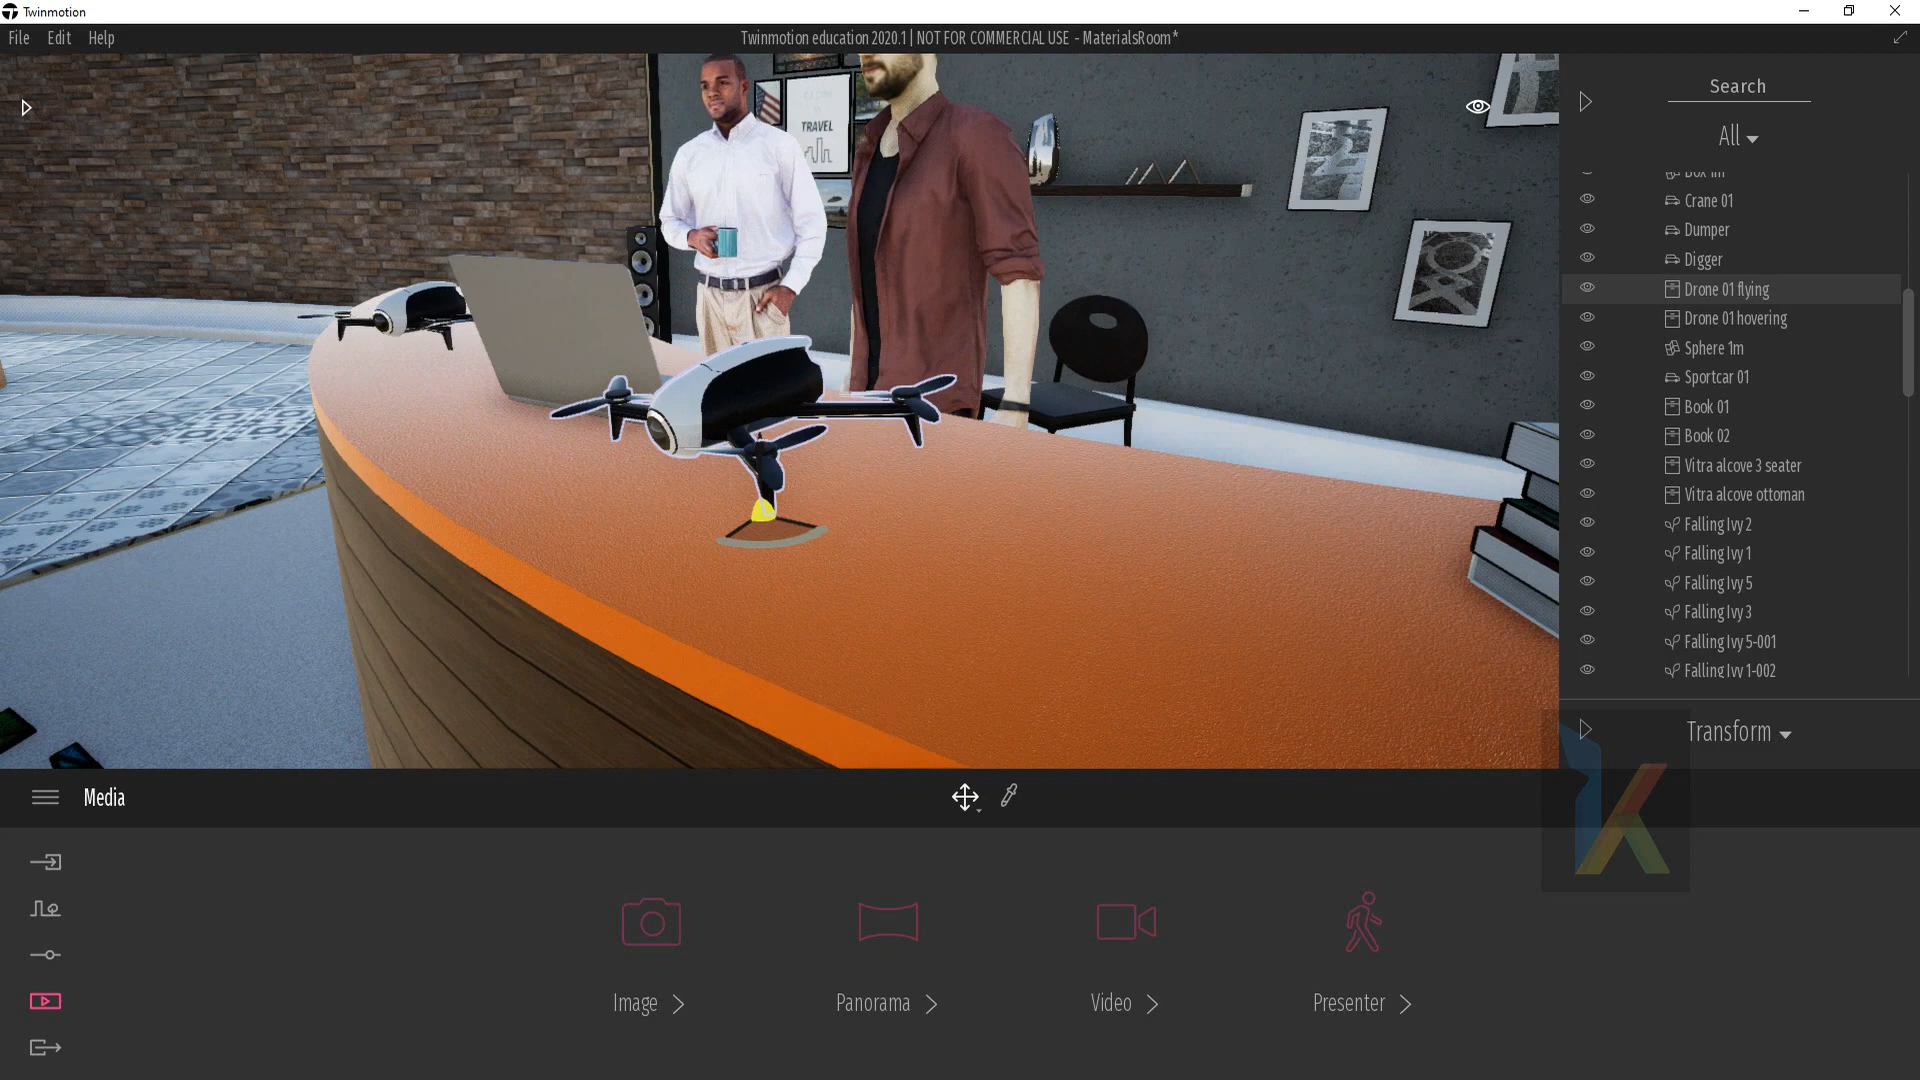 Twinmotion
File Edit Help
Twinmotion education 2020.1 | NOT FOR COMMERCIAL USE - MaterialsRoom*
TRAVEL
Search
All
Box 1m
Crane 01
Dumper
Digger
Drone 01 flying
Drone 01 hovering
Sphere 1m
Sportcar 01
Book 01
Book 02
Vitra alcove 3 seater
Vitra alcove ottoman
Falling Ivy 2
Falling Ivy 1
Falling Ivy 5
Falling Ivy 3
Falling Ivy 5-001
Falling Ivy 1-002
Transform
Media
Image
Panorama
Video
Presenter